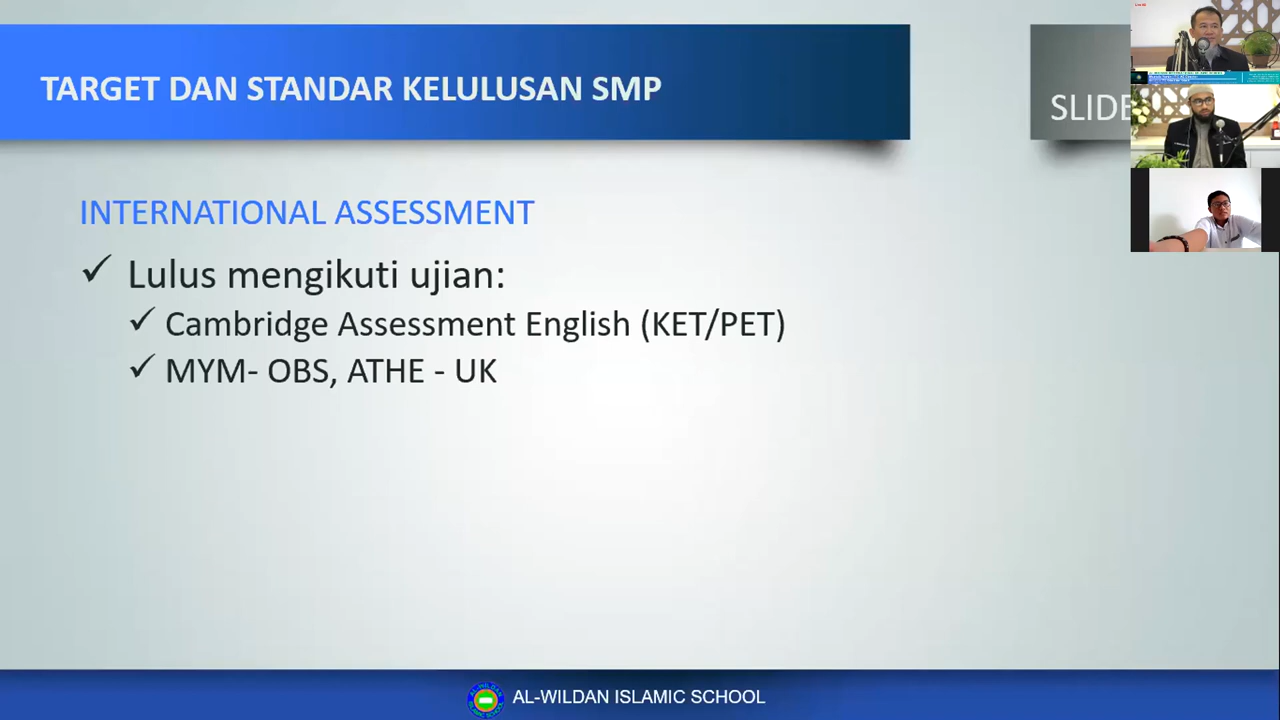 TARGET DAN STANDAR KELULUSAN SMP
SLIDE
INTERNATIONAL ASSESSMENT
Lulus mengikuti ujian:
Cambridge Assessment English (KET/PET)
MYM- OBS, ATHE - UK
AL-WILDAN ISLAMIC SCHOOL